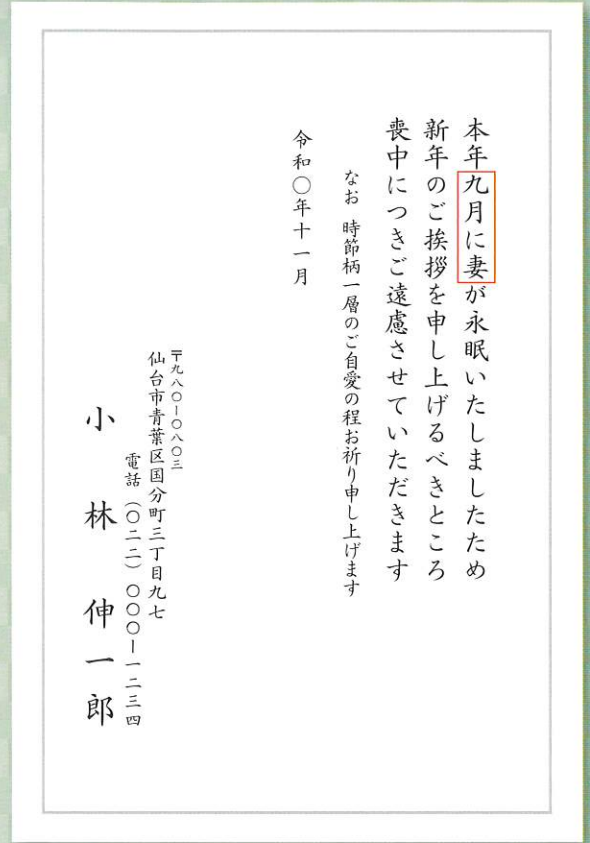 本年九月に妻が永眠いたしましたため
新年のご挨拶を申し上げるべきところ
喪中につきご遠慮させていただきます
なお 時節柄一層のご自愛の程お祈り申し上げます
令和〇年十一月
〒九八〇－〇八〇三
仙台市青葉区国分町三丁目九七
電話（〇二二）〇〇〇－一二三四
小林伸一郎